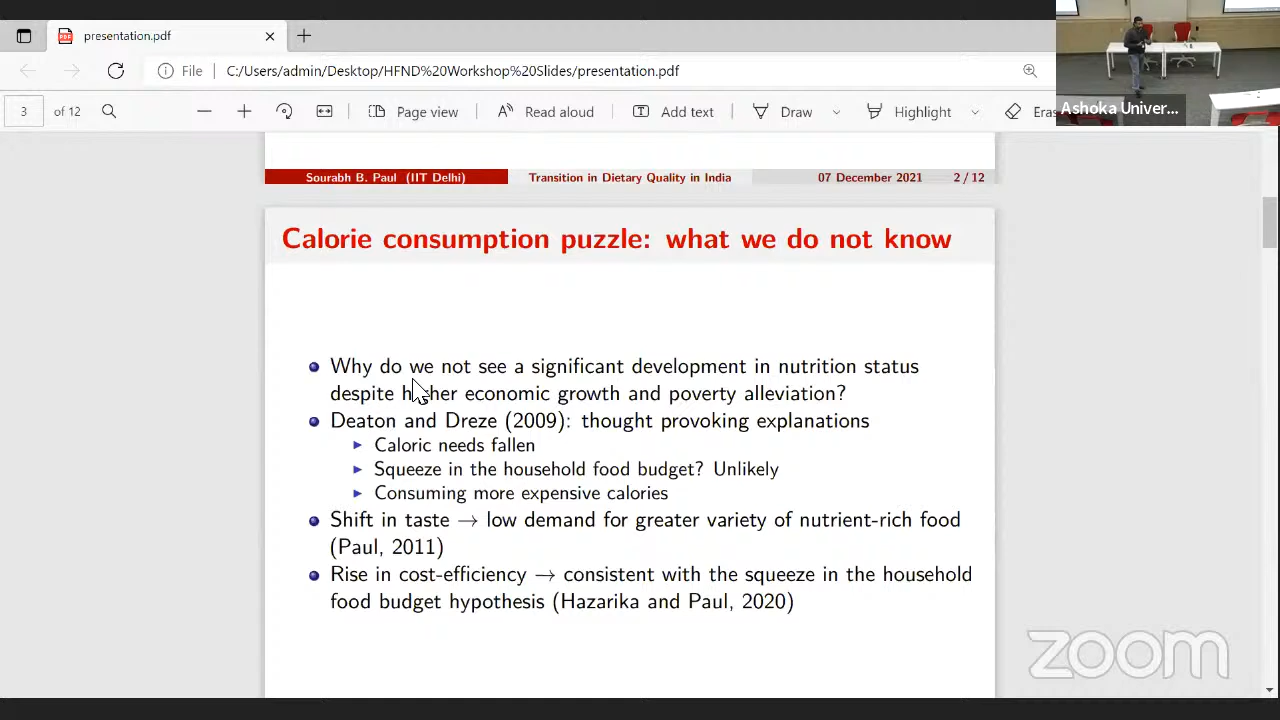 presentation.pdf
File C:/Users/admin/Desktop/HFND%20Workshop%20Slides/presentation.pdf
3 of 12 Page view Read aloud Add text Draw Highlight Eras
Ashoka Univer...
Sourabh B. Paul (IIT Delhi) Transition in Dietary Quality in India 07 December 2021 2 / 12
Calorie consumption puzzle: what we do not know
Why do we not see a significant development in nutrition status
despite higher economic growth and poverty alleviation?
Deaton and Dreze (2009): thought provoking explanations
Caloric needs fallen
Squeeze in the household food budget? Unlikely
Consuming more expensive calories
Shift in taste → low demand for greater variety of nutrient-rich food
(Paul, 2011)
Rise in cost-efficiency → consistent with the squeeze in the household
food budget hypothesis (Hazarika and Paul, 2020)
zoom